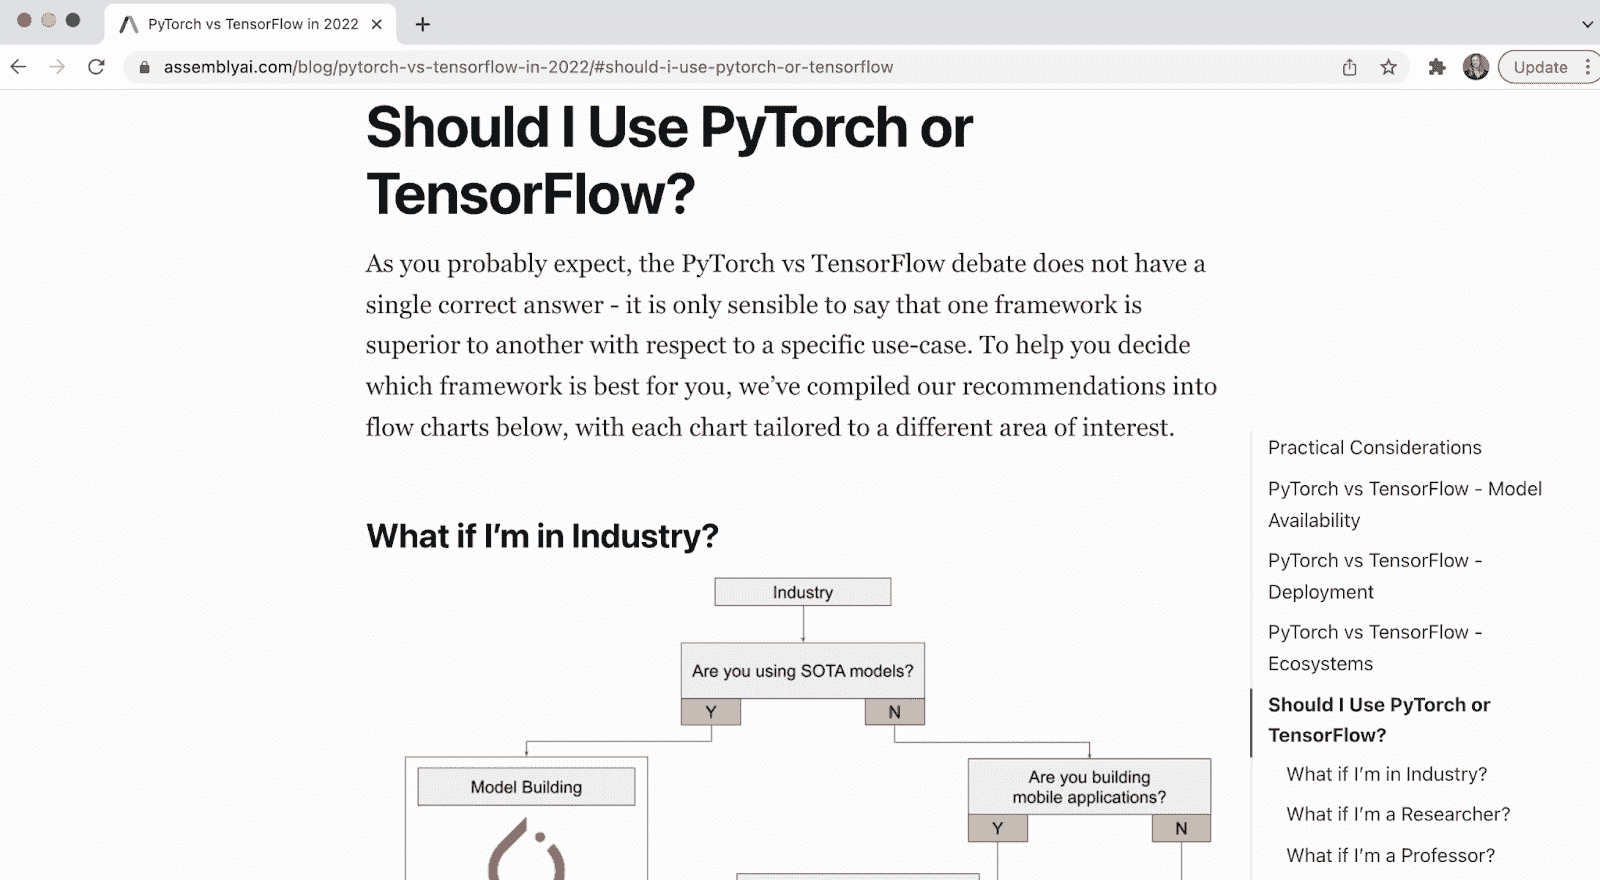 PyTorch vs TensorFlow in 2022
assemblyai.com/blog/pytorch-vs-tensorflow-in-2022/#should-i-use-pytorch-or-tensorflow
Update
Should I Use PyTorch or
TensorFlow?
As you probably expect, the PyTorch vs TensorFlow debate does not have a
single correct answer - it is only sensible to say that one framework is
superior to another with respect to a specific use-case. To help you decide
which framework is best for you, we’ve compiled our recommendations into
flow charts below, with each chart tailored to a different area of interest.
What if I’m in Industry?
Industry
Are you using SOTA models?
Y
N
Model Building
Are you building
mobile applications?
Y
N
Practical Considerations
PyTorch vs TensorFlow - Model
Availability
PyTorch vs TensorFlow -
Deployment
PyTorch vs TensorFlow -
Ecosystems
Should I Use PyTorch or
TensorFlow?
What if I’m in Industry?
What if I’m a Researcher?
What if I’m a Professor?